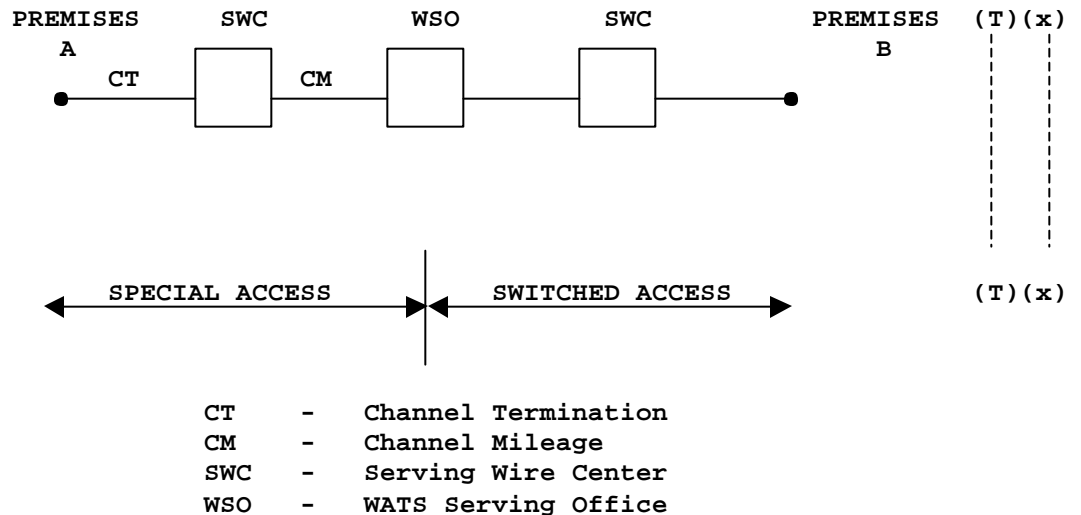 PREMISES SWC WSO SWC PREMISES (T)(x)
A B
CT CM
SPECIAL ACCESS SWITCHED ACCESS (T)(x)
CT - Channel Termination
CM - Channel Mileage
SWC - Serving Wire Center
WSO - WATS Serving Office